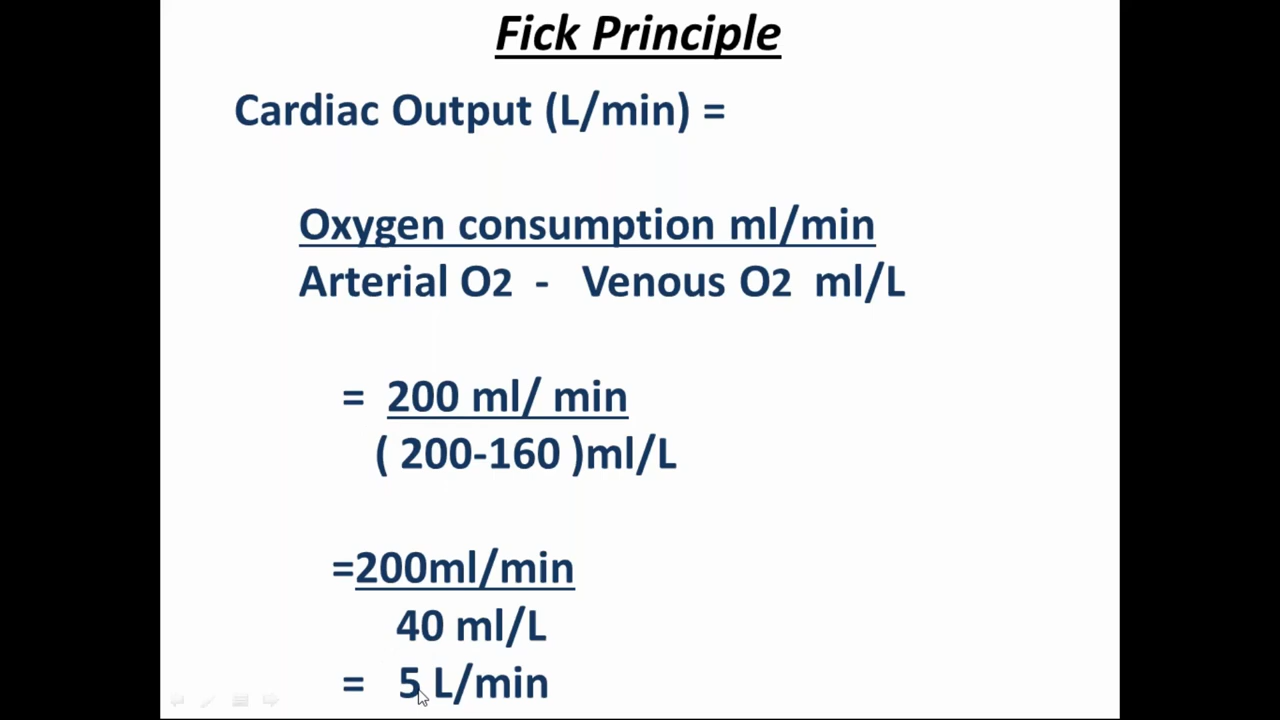 Fick Principle
Cardiac Output (L/min) =
Oxygen consumption ml/min
Arterial O2 - Venous O2 ml/L
= 200 ml/ min
( 200-160 )ml/L
=200ml/min
40 ml/L
= 5 L/min